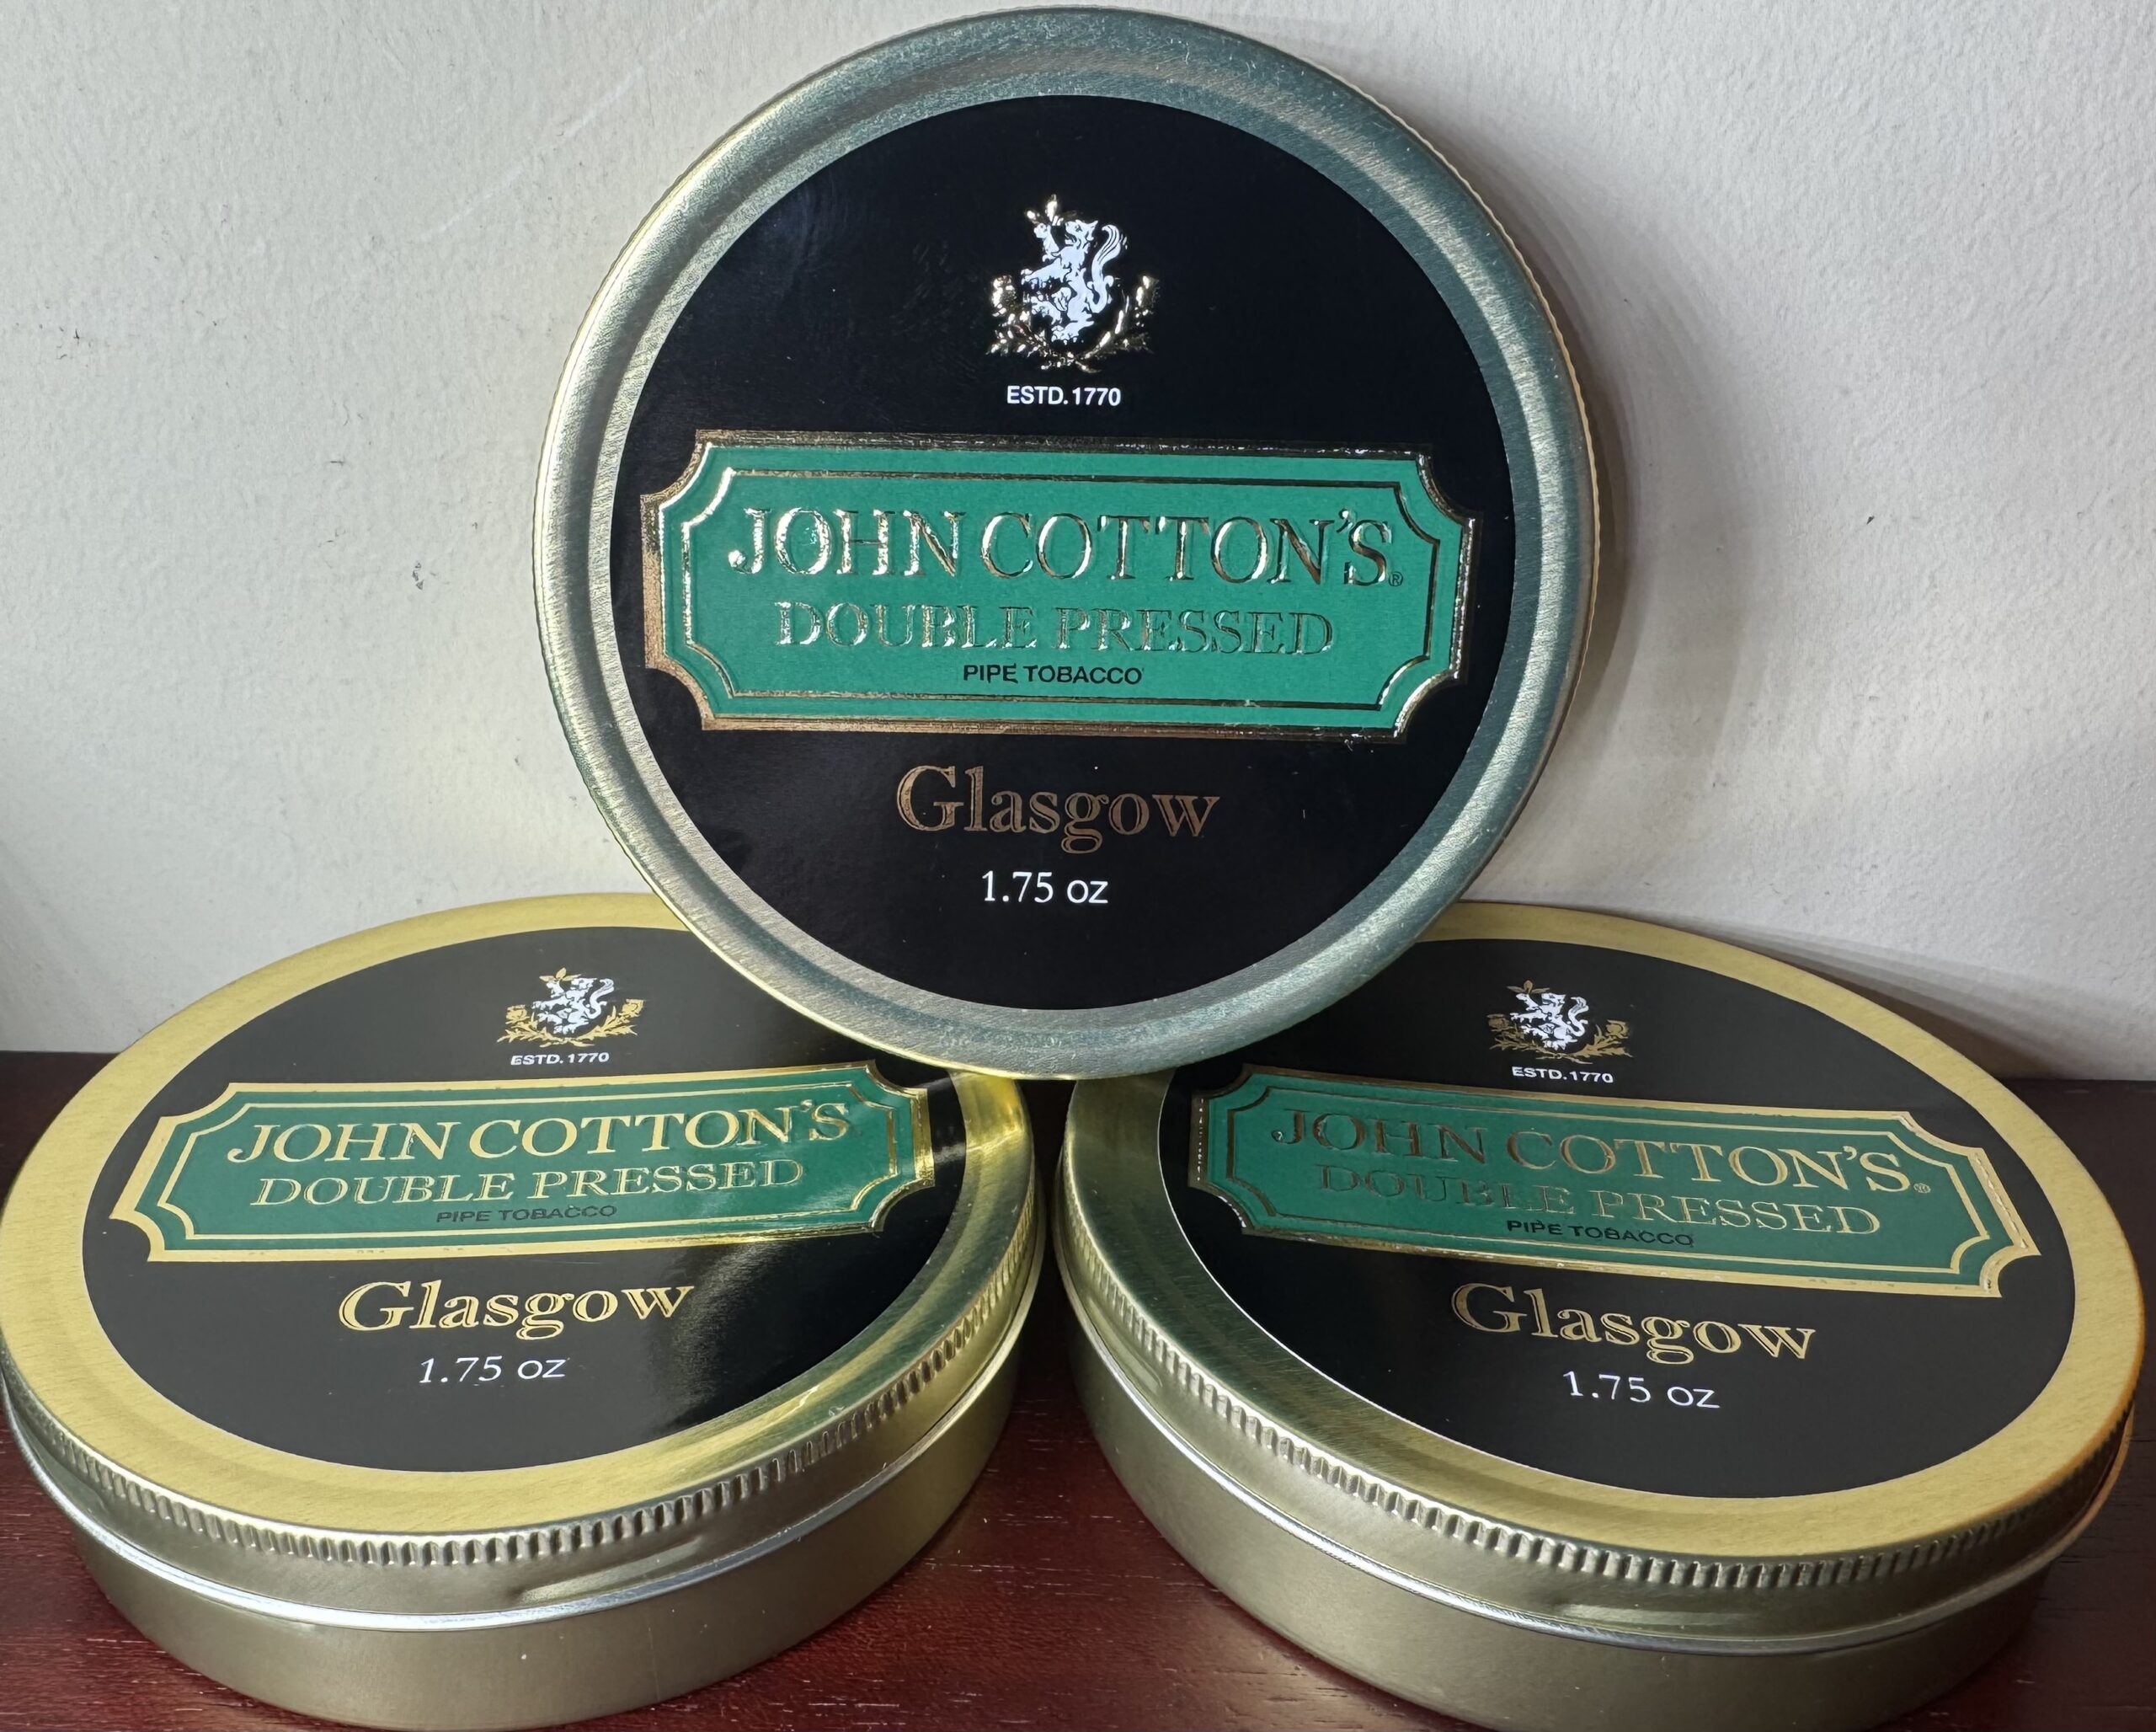 ESTD. 1770
JOHN COTTON'S®
DOUBLE PRESSED
PIPE TOBACCO
Glasgow
1.75 oz
ESTD. 1770
JOHN COTTON'S
DOUBLE PRESSED
PIPE TOBACCO
Glasgow
1.75 oz
ESTD. 1770
JOHN COTTON'S®
DOUBLE PRESSED
PIPE TOBACCO
Glasgow
1.75 oz